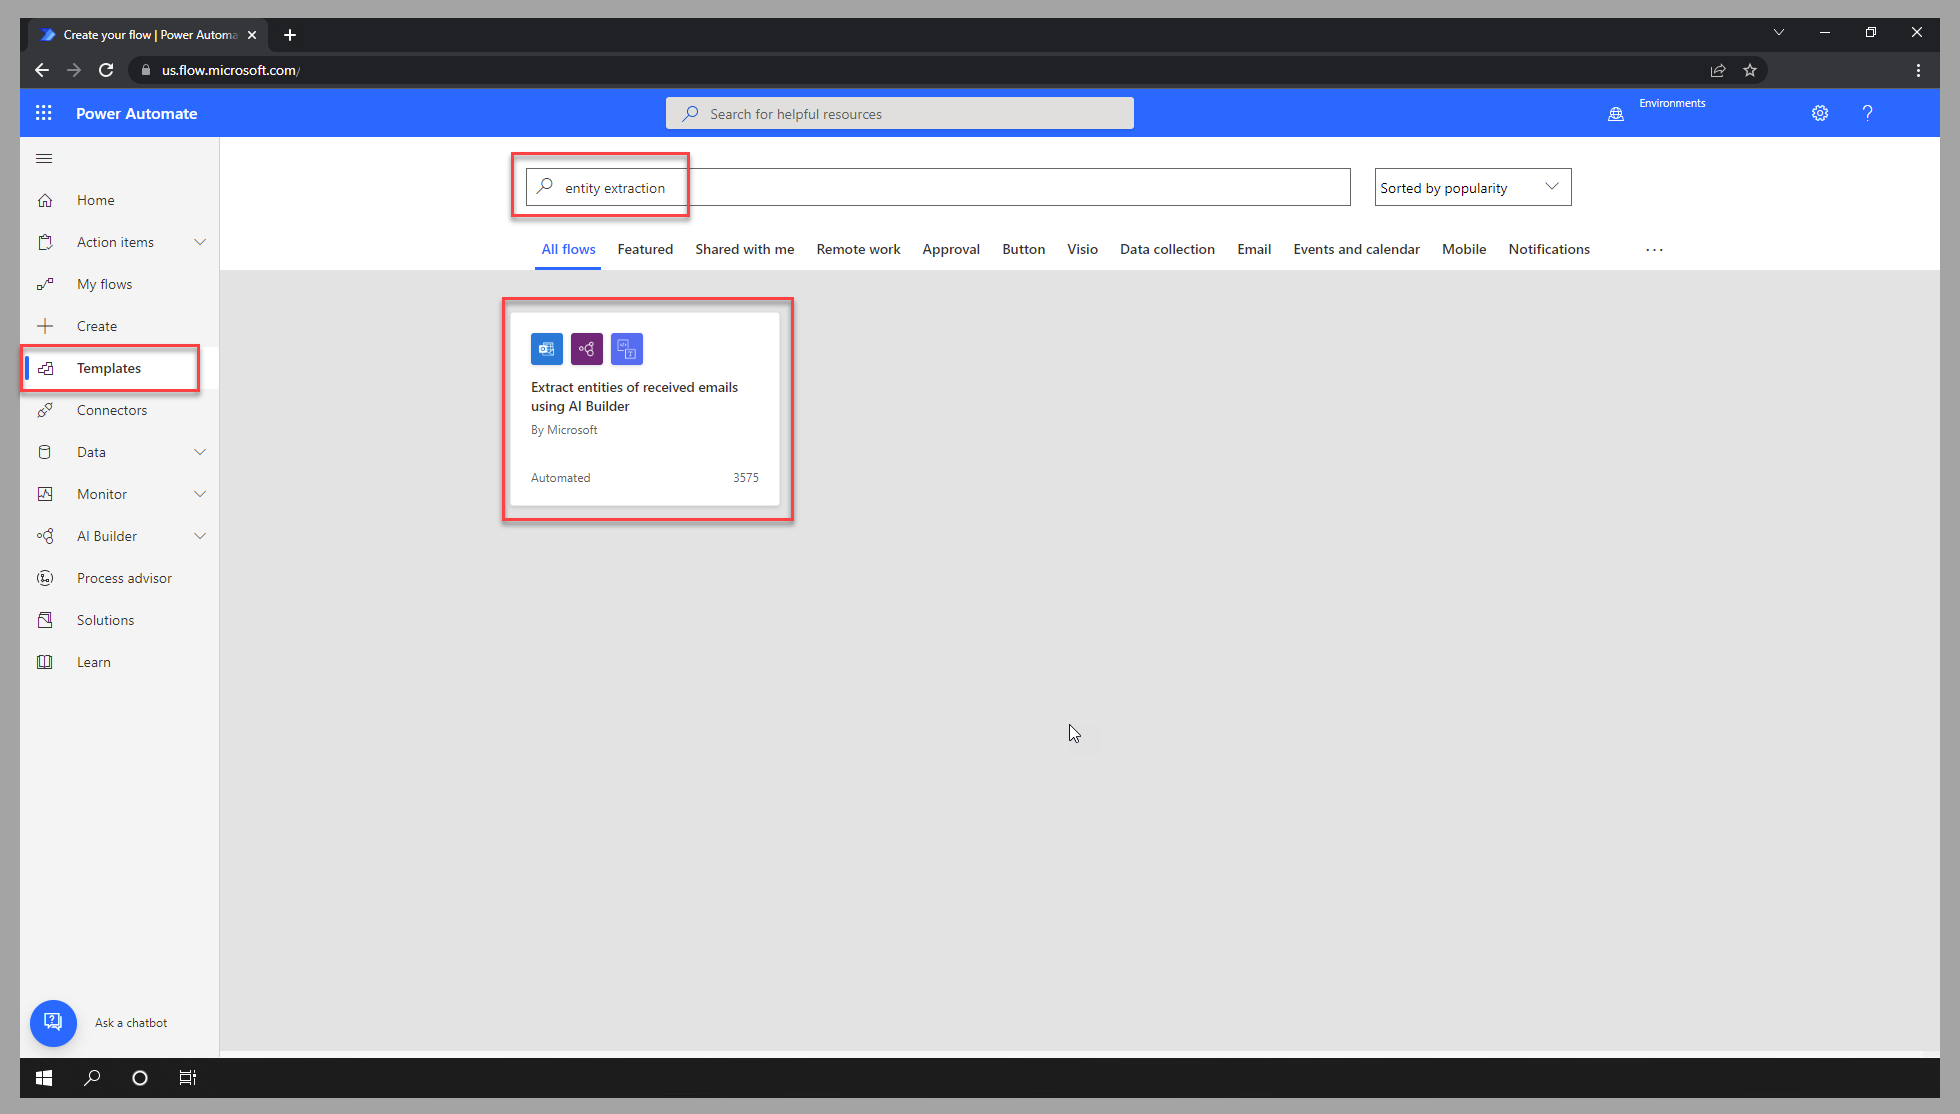 Create your flow | Power Automa
us.flow.microsoft.com/
Power Automate
Search for helpful resources
Environments
Home
Action items
My flows
Create
Templates
Connectors
Data
Monitor
AI Builder
Process advisor
Solutions
Learn
Ask a chatbot
entity extraction
Sorted by popularity
All flows Featured Shared with me Remote work Approval Button Visio Data collection Email Events and calendar Mobile Notifications ...
Extract entities of received emails
using AI Builder
By Microsoft
Automated 3575